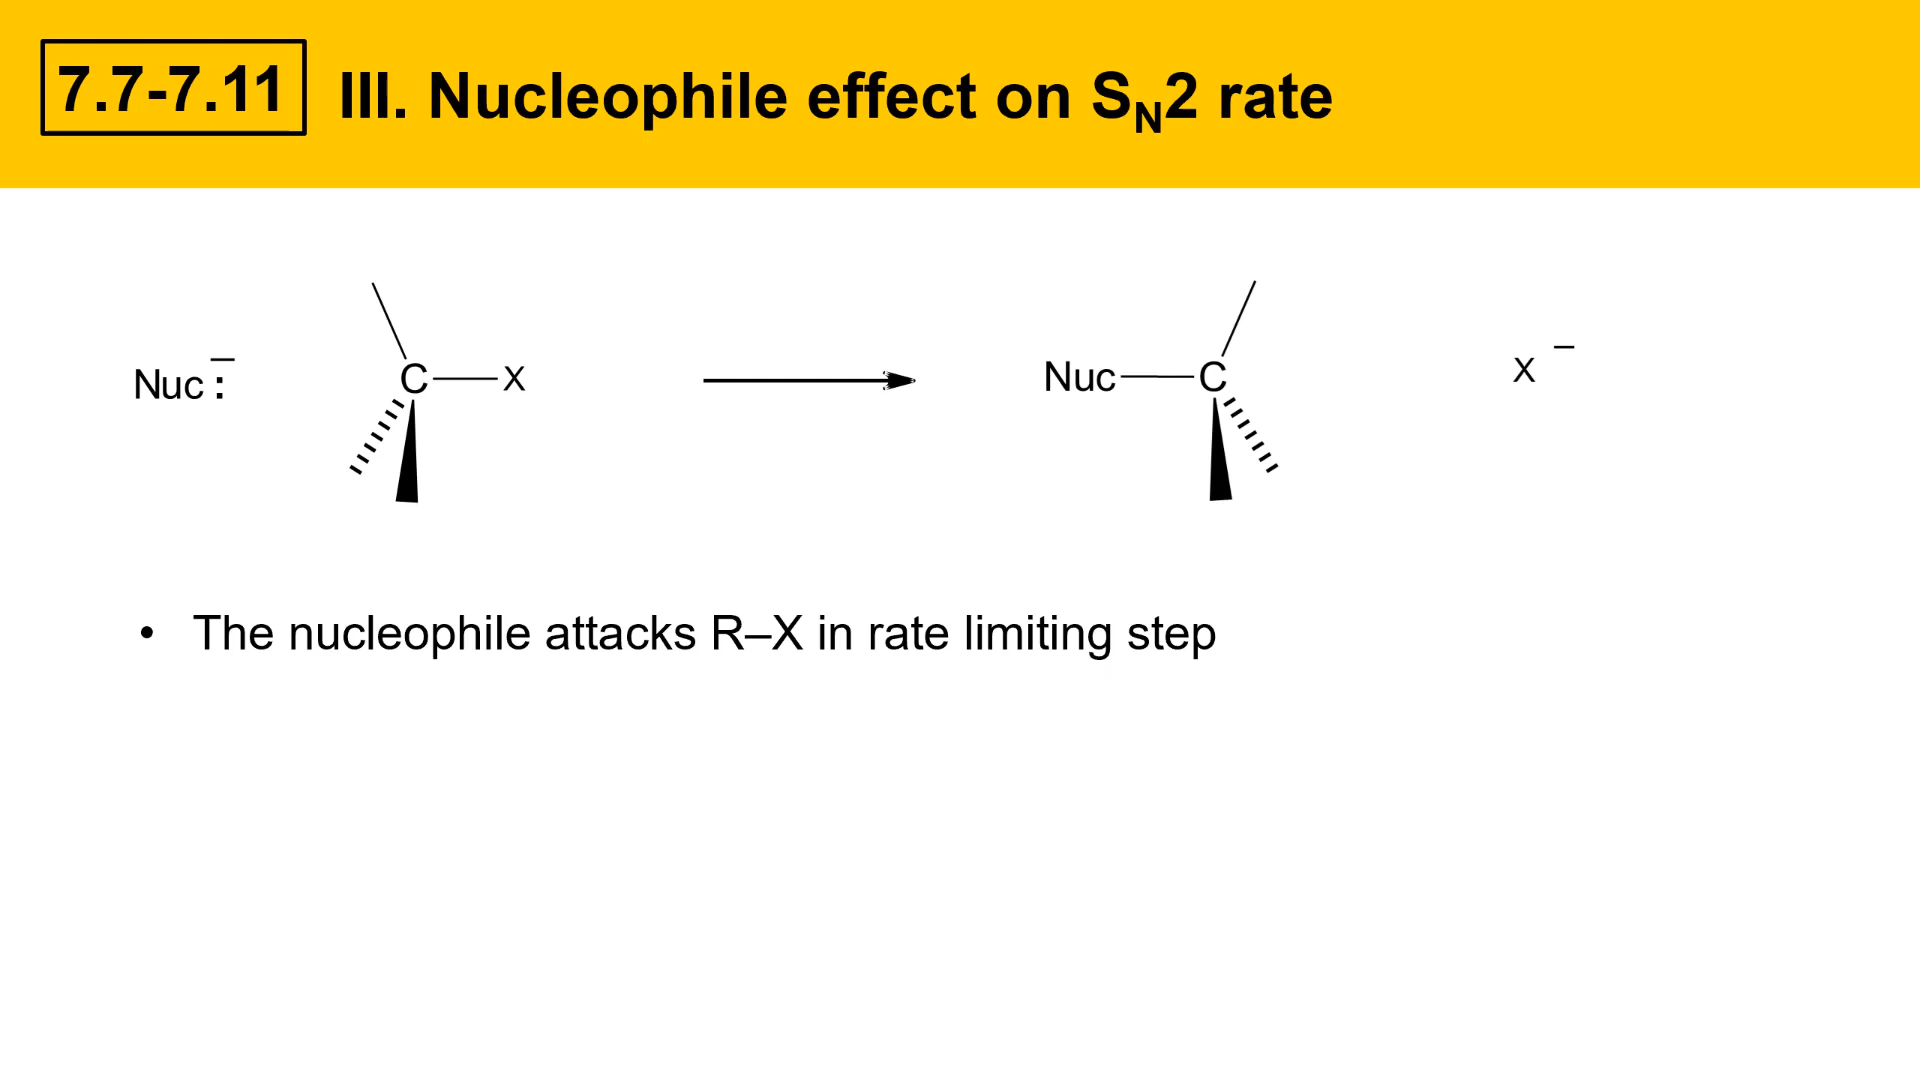 7.7-7.11 III. Nucleophile effect on SN2 rate
Nuc:– C–X Nuc–C X –
• The nucleophile attacks R–X in rate limiting step